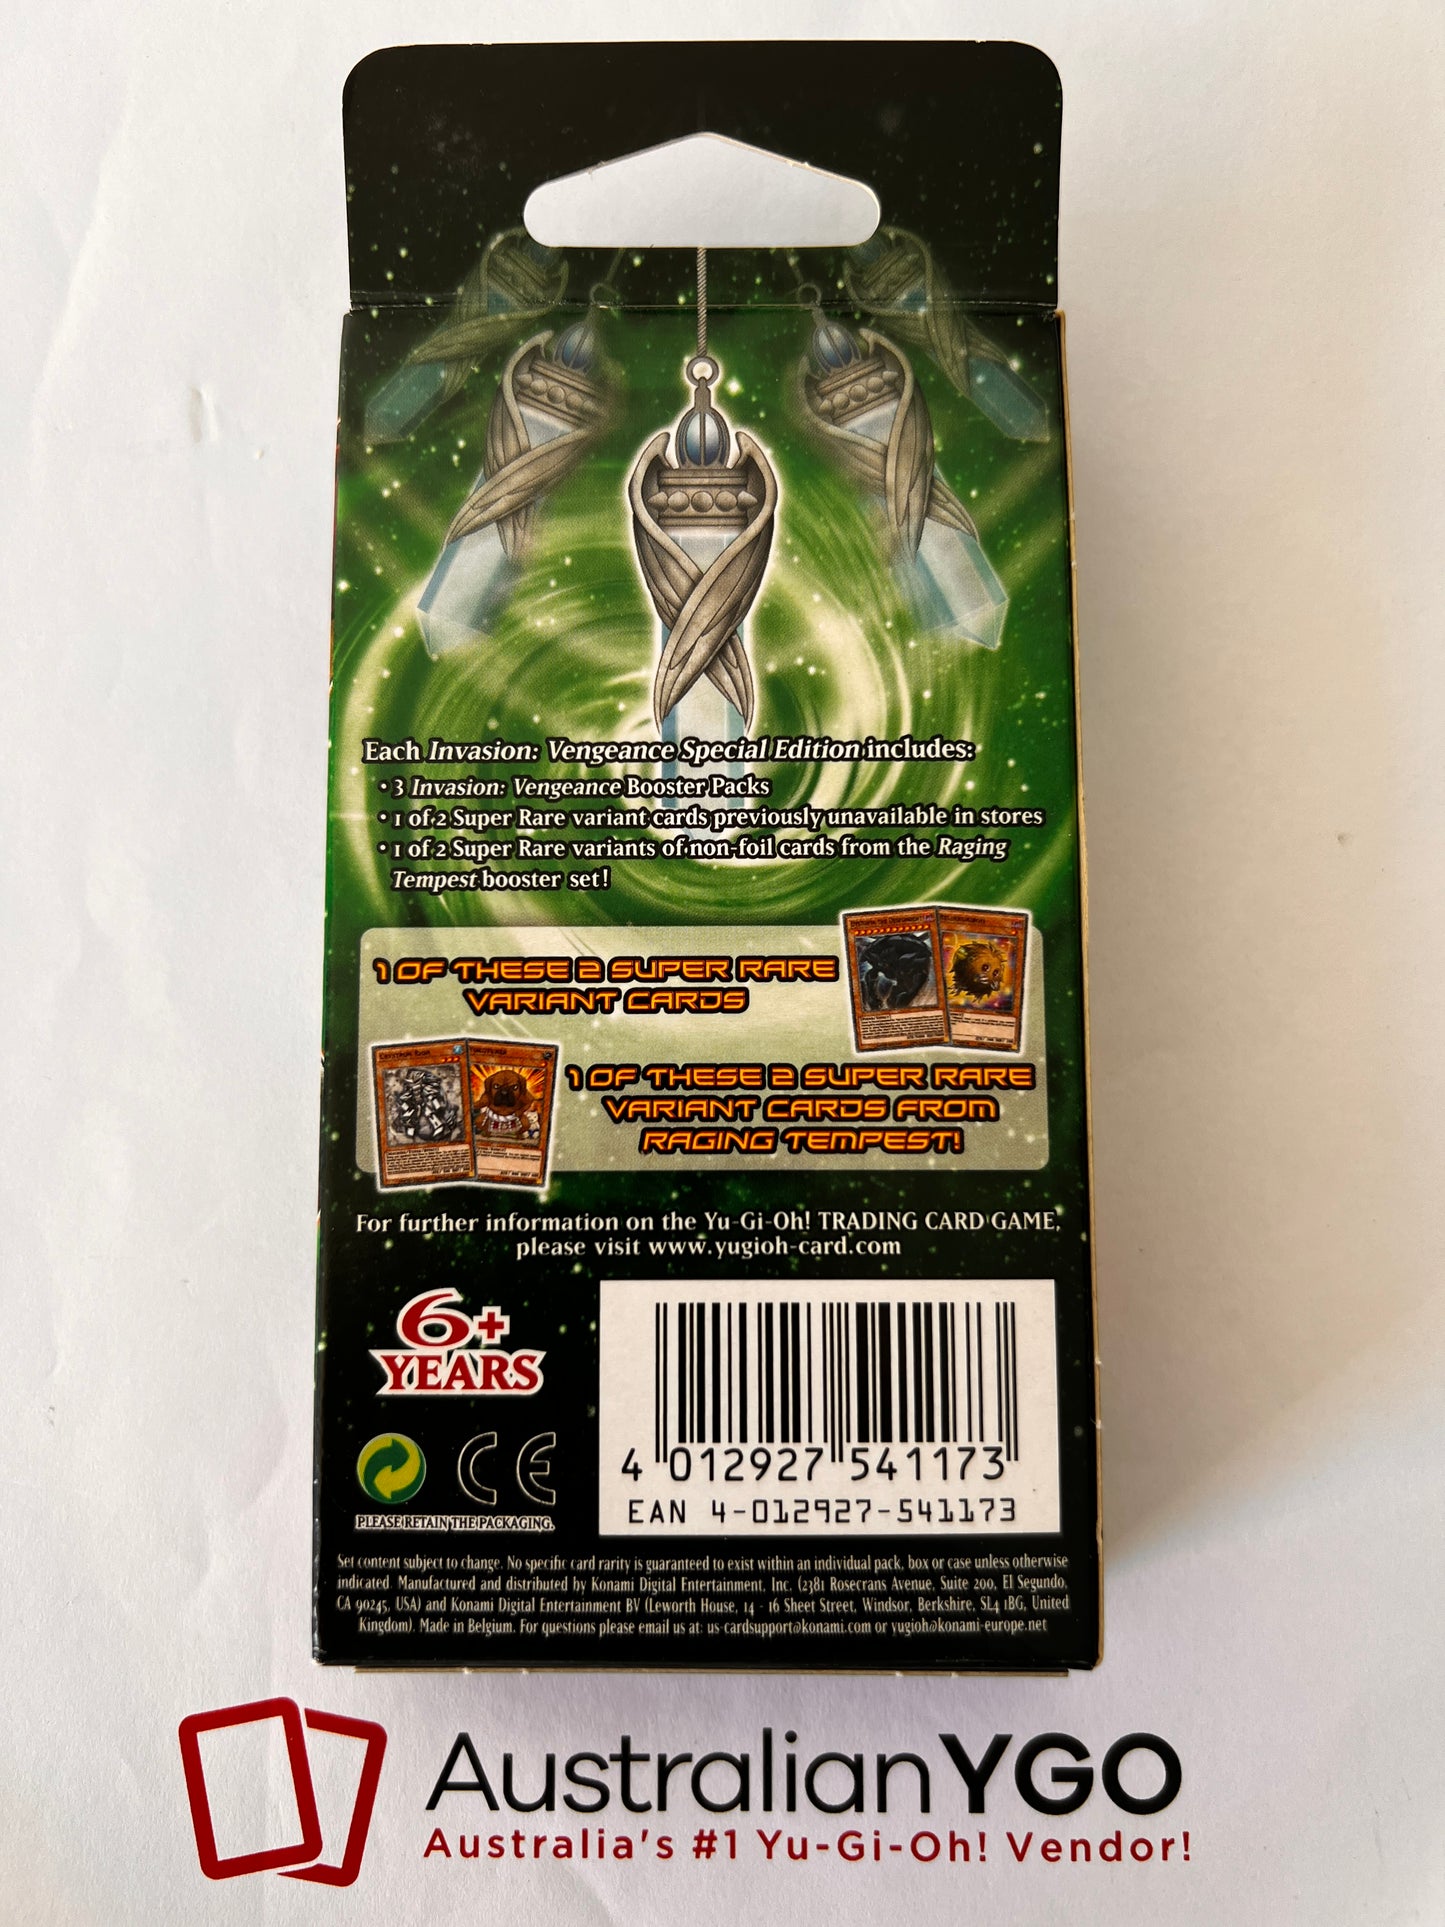 Each Invasion: Vengeance Special Edition includes:
• 3 Invasion: Vengeance Booster Packs
• 1 of 2 Super Rare variant cards previously unavailable in stores
• 1 of 2 Super Rare variants of non-foil cards from the Raging
Tempest booster set!
1 OF THESE 2 SUPER RARE
VARIANT CARDS
1 OF THESE 2 SUPER RARE
VARIANT CARDS FROM
RAGING TEMPEST!
For further information on the Yu-Gi-Oh! TRADING CARD GAME,
please visit www.yugioh-card.com
6+
YEARS
CE
PLEASE RETAIN THE PACKAGING.
4 012927 541173
EAN 4-012927-541173
Set content subject to change. No specific card rarity is guaranteed to exist within an individual pack, box or case unless otherwise
indicated. Manufactured and distributed by Konami Digital Entertainment, Inc. (2381 Rosecrans Avenue, Suite 200, El Segundo,
CA 90245, USA) and Konami Digital Entertainment BV (Leworth House, 14 - 16 Sheet Street, Windsor, Berkshire, SL4 1BG, United
Kingdom). Made in Belgium. For questions please email us at: us-cardsupport@konami.com or yugioh@konami-europe.net
AustralianYGO
Australia's #1 Yu-Gi-Oh! Vendor!